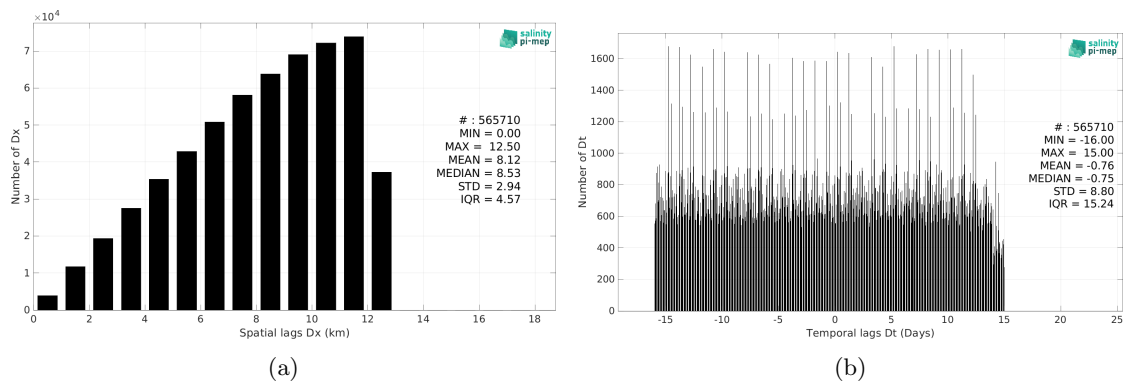 ×10⁴
8
7
6
5
4
3
2
1
0
Number of Dx
salinity
pi-mep
# : 565710
MIN = 0.00
MAX = 12.50
MEAN = 8.12
MEDIAN = 8.53
STD = 2.94
IQR = 4.57
0 2 4 6 8 10 12 14 16 18
Spatial lags Dx (km)
(a)
1600
1400
1200
1000
800
600
400
200
0
Number of Dt
salinity
pi-mep
# : 565710
MIN = -16.00
MAX = 15.00
MEAN = -0.76
MEDIAN = -0.75
STD = 8.80
IQR = 15.24
-15 -10 -5 0 5 10 15 20 25
Temporal lags Dt (Days)
(b)